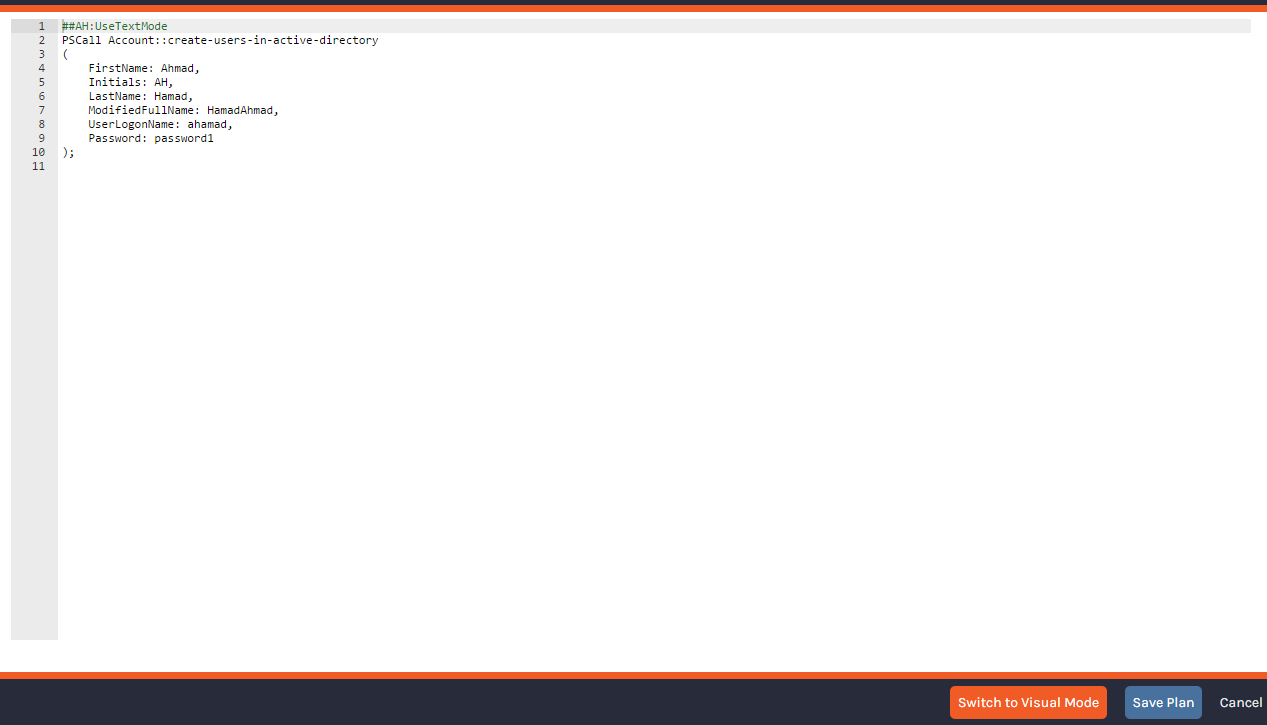 1 ##AH:UseTextMode
2 PSCall Account::create-users-in-active-directory
3 (
4 FirstName: Ahmad,
5 Initials: AH,
6 LastName: Hamad,
7 ModifiedFullName: HamadAhmad,
8 UserLogonName: ahamad,
9 Password: password1
10 );
11
Switch to Visual Mode Save Plan Cancel